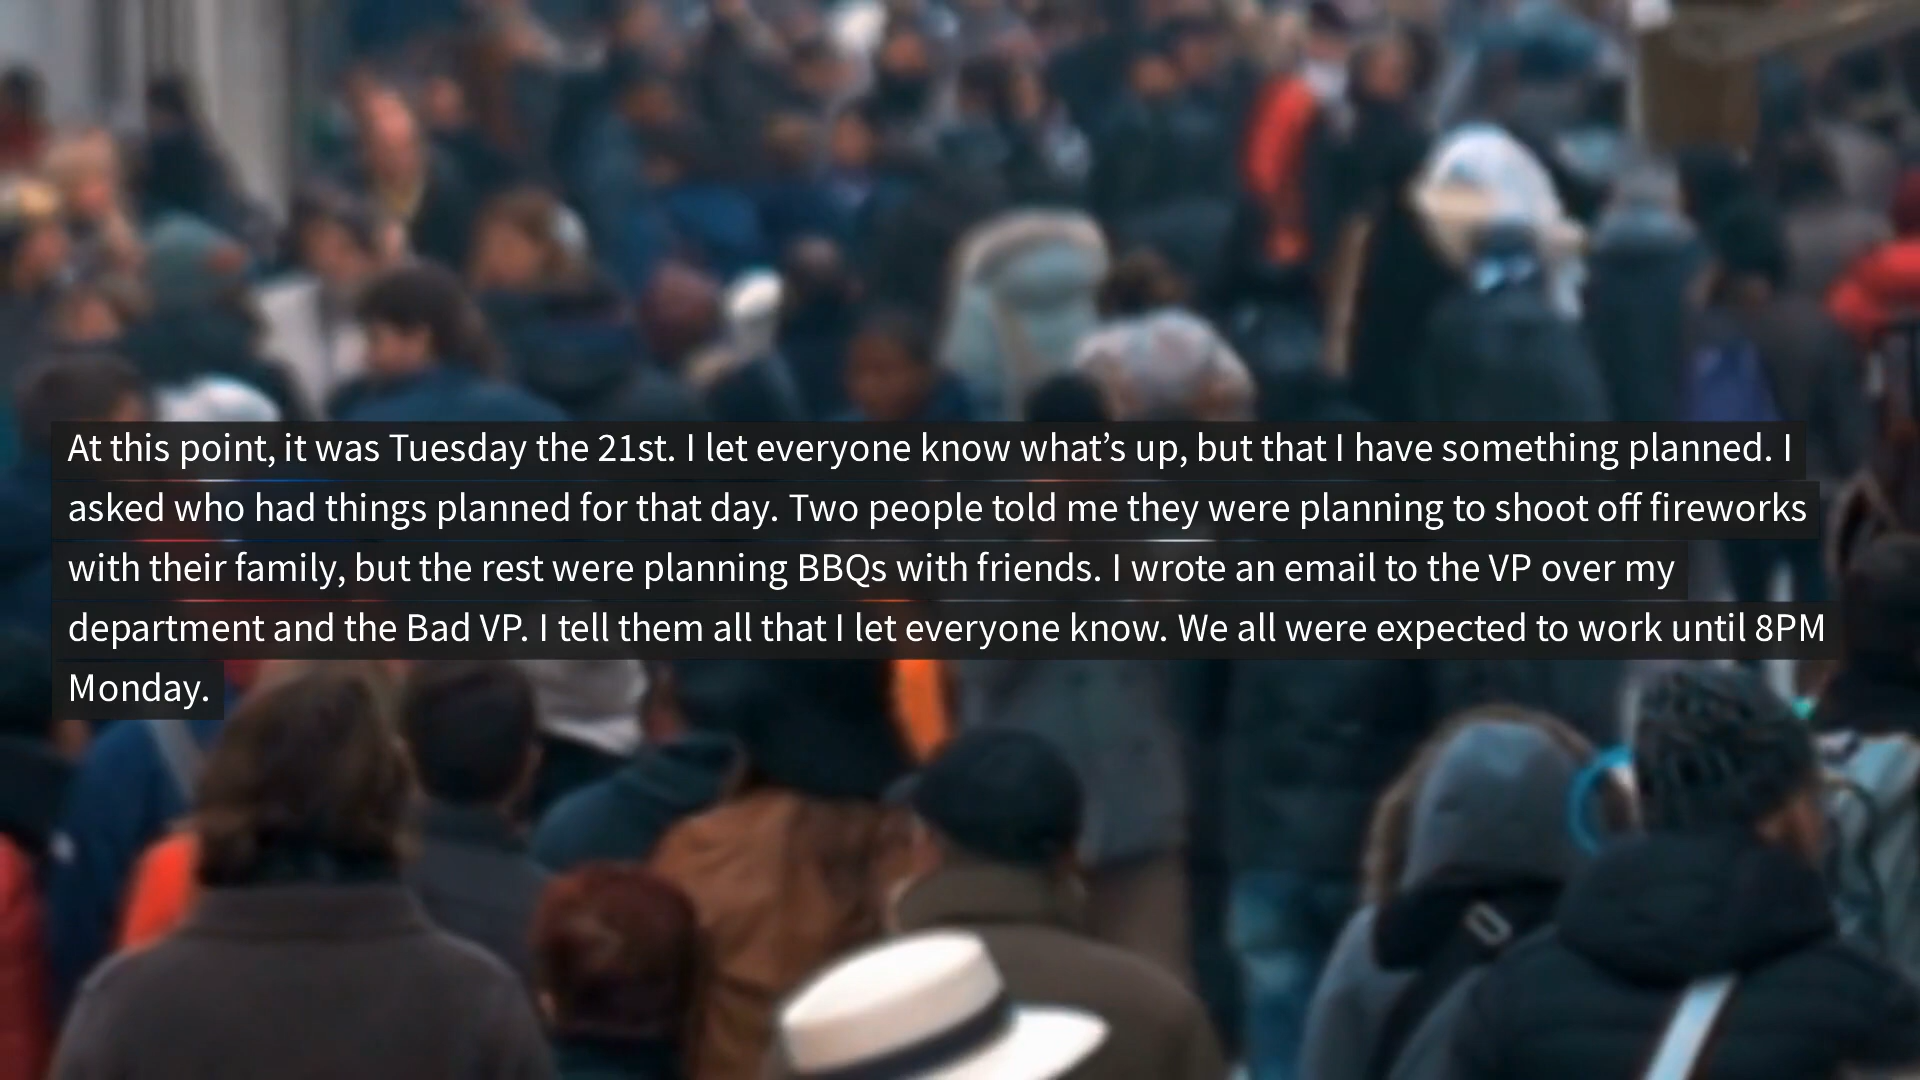 At this point, it was Tuesday the 21st. I let everyone know what’s up, but that I have something planned. I
asked who had things planned for that day. Two people told me they were planning to shoot off fireworks
with their family, but the rest were planning BBQs with friends. I wrote an email to the VP over my
department and the Bad VP. I tell them all that I let everyone know. We all were expected to work until 8PM
Monday.